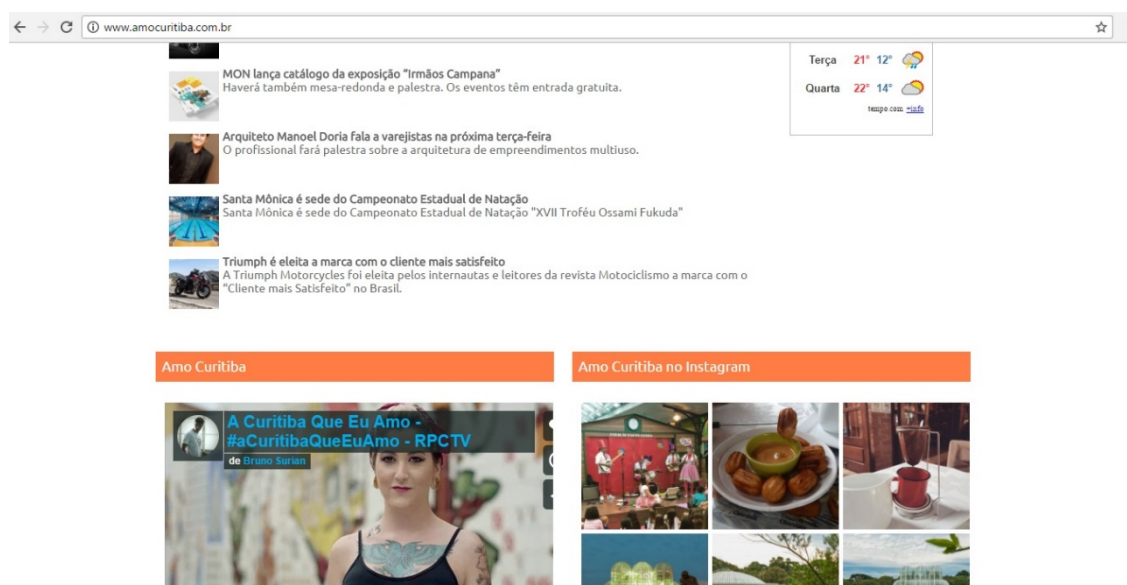 www.amocuritiba.com.br
MON lança catálogo da exposição "Irmãos Campana"
Haverá também mesa-redonda e palestra. Os eventos têm entrada gratuita.
Arquiteto Manoel Doria fala a varejistas na próxima terça-feira
O profissional fará palestra sobre a arquitetura de empreendimentos multiuso.
Santa Mônica é sede do Campeonato Estadual de Natação
Santa Mônica é sede do Campeonato Estadual de Natação "XVII Troféu Ossami Fukuda"
Triumph é eleita a marca com o cliente mais satisfeito
A Triumph Motorcycles foi eleita pelos internautas e leitores da revista Motociclismo a marca com o
“Cliente mais Satisfeito” no Brasil.
Terça 21° 12°
Quarta 22° 14°
tempo.com +info
Amo Curitiba
A Curitiba Que Eu Amo -
#aCuritibaQueEuAmo - RPCTV
de Bruno Surian
Amo Curitiba no Instagram